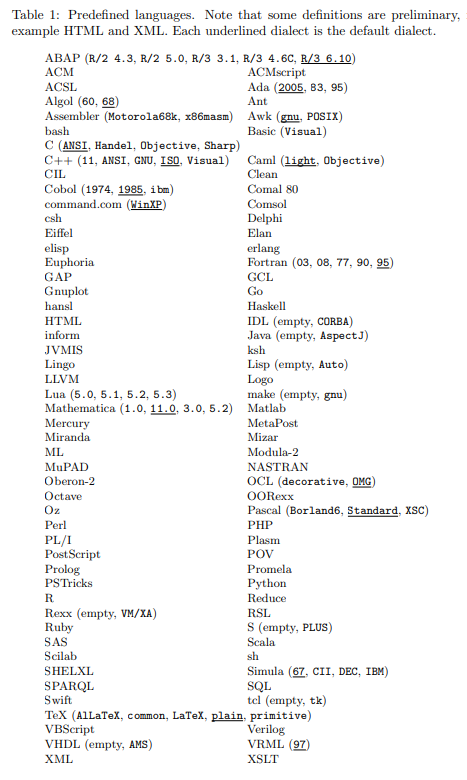 Table 1: Predefined languages. Note that some definitions are preliminary,
example HTML and XML. Each underlined dialect is the default dialect.
ABAP (R/2 4.3, R/2 5.0, R/3 3.1, R/3 4.6C, R/3 6.10)
ACM ACMscript
ACSL Ada (2005, 83, 95)
Algol (60, 68) Ant
Assembler (Motorola68k, x86masm) Awk (gnu, POSIX)
bash Basic (Visual)
C (ANSI, Handel, Objective, Sharp)
C++ (11, ANSI, GNU, ISO, Visual) Caml (light, Objective)
CIL Clean
Cobol (1974, 1985, ibm) Comal 80
command.com (WinXP) Comsol
csh Delphi
Eiffel Elan
elisp erlang
Euphoria Fortran (03, 08, 77, 90, 95)
GAP GCL
Gnuplot Go
hansl Haskell
HTML IDL (empty, CORBA)
inform Java (empty, AspectJ)
JVMIS ksh
Lingo Lisp (empty, Auto)
LLVM Logo
Lua (5.0, 5.1, 5.2, 5.3) make (empty, gnu)
Mathematica (1.0, 11.0, 3.0, 5.2) Matlab
Mercury MetaPost
Miranda Mizar
ML Modula-2
MuPAD NASTRAN
Oberon-2 OCL (decorative, OMG)
Octave OORexx
Oz Pascal (Borland6, Standard, XSC)
Perl PHP
PL/I Plasm
PostScript POV
Prolog Promela
PSTricks Python
R Reduce
Rexx (empty, VM/XA) RSL
Ruby S (empty, PLUS)
SAS Scala
Scilab sh
SHELXL Simula (67, CII, DEC, IBM)
SPARQL SQL
Swift tcl (empty, tk)
TeX (AlLaTeX, common, LaTeX, plain, primitive)
VBScript Verilog
VHDL (empty, AMS) VRML (97)
XML XSLT